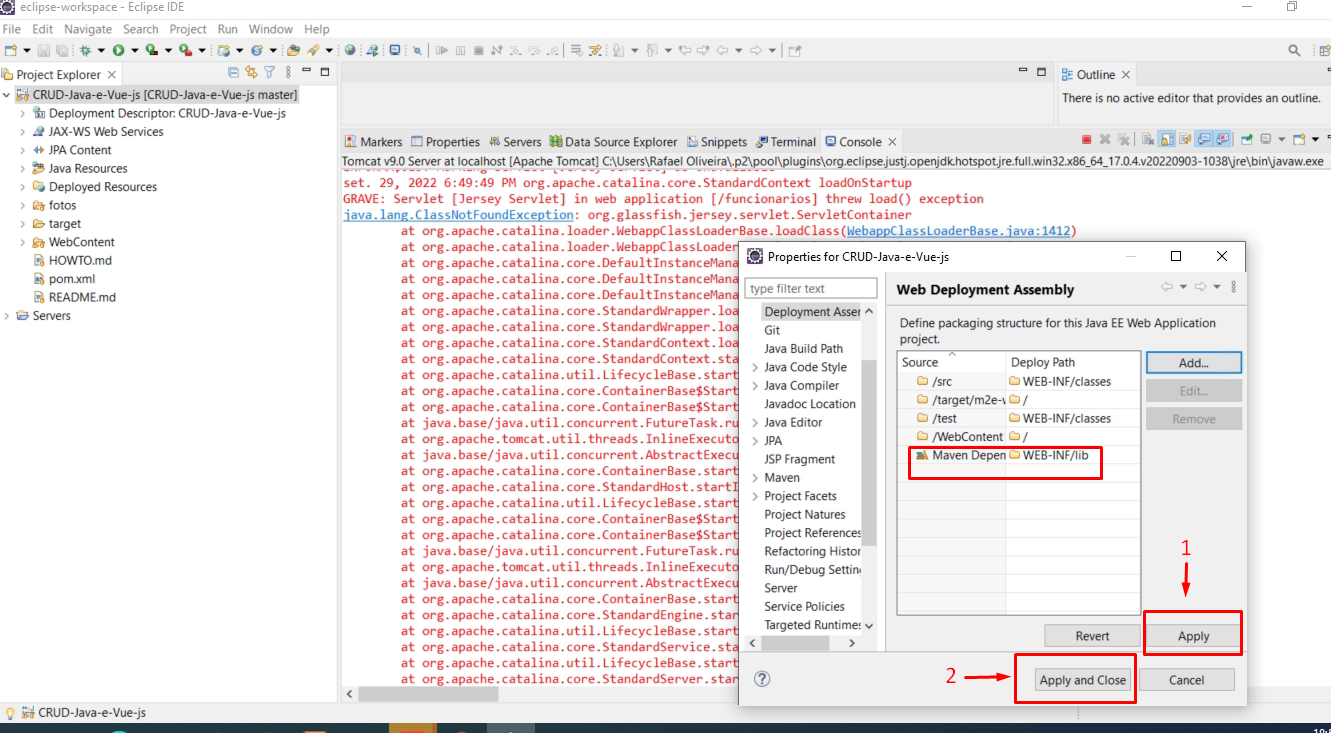 eclipse-workspace - Eclipse IDE
File Edit Navigate Search Project Run Window Help
Project Explorer
CRUD-Java-e-Vue-js [CRUD-Java-e-Vue-js master]
Deployment Descriptor: CRUD-Java-e-Vue-js
JAX-WS Web Services
JPA Content
Java Resources
Deployed Resources
fotos
target
WebContent
HOWTO.md
pom.xml
README.md
Servers
Outline
There is no active editor that provides an outline.
Markers Properties Servers Data Source Explorer Snippets Terminal Console
Tomcat v9.0 Server at localhost [Apache Tomcat] C:\Users\Rafael Oliveira\.p2\pool\plugins\org.eclipse.justj.openjdk.hotspot.jre.full.win32.x86_64_17.0.4.v20220903-1038\jre\bin\javaw.exe
set. 29, 2022 6:49:49 PM org.apache.catalina.core.StandardContext loadOnStartup
GRAVE: Servlet [Jersey Servlet] in web application [/funcionarios] threw load() exception
java.lang.ClassNotFoundException: org.glassfish.jersey.servlet.ServletContainer
at org.apache.catalina.loader.WebappClassLoaderBase.loadClass(WebappClassLoaderBase.java:1412)
at org.apache.catalina.loader.WebappClassLoader
at org.apache.catalina.core.DefaultInstanceMana
at org.apache.catalina.core.DefaultInstanceMana
at org.apache.catalina.core.DefaultInstanceMana
at org.apache.catalina.core.StandardWrapper.loa
at org.apache.catalina.core.StandardWrapper.loa
at org.apache.catalina.core.StandardContext.loa
at org.apache.catalina.core.StandardContext.sta
at org.apache.catalina.util.LifecycleBase.start
at org.apache.catalina.core.ContainerBase$Start
at org.apache.catalina.core.ContainerBase$Start
at java.base/java.util.concurrent.FutureTask.ru
at org.apache.tomcat.util.threads.InlineExecuto
at java.base/java.util.concurrent.AbstractExecu
at org.apache.catalina.core.ContainerBase.start
at org.apache.catalina.core.StandardHost.startI
at org.apache.catalina.util.LifecycleBase.start
at org.apache.catalina.core.ContainerBase$Start
at org.apache.catalina.core.ContainerBase$Start
at java.base/java.util.concurrent.FutureTask.ru
at org.apache.tomcat.util.threads.InlineExecuto
at java.base/java.util.concurrent.AbstractExecu
at org.apache.catalina.core.ContainerBase.start
at org.apache.catalina.core.StandardEngine.star
at org.apache.catalina.util.LifecycleBase.start
at org.apache.catalina.core.StandardService.sta
at org.apache.catalina.util.LifecycleBase.start
at org.apache.catalina.core.StandardServer.star
Properties for CRUD-Java-e-Vue-js
type filter text
Deployment Asser
Git
Java Build Path
Java Code Style
Java Compiler
Javadoc Location
Java Editor
JPA
JSP Fragment
Maven
Project Facets
Project Natures
Project References
Refactoring Histor
Run/Debug Setting
Server
Service Policies
Targeted Runtimes
Web Deployment Assembly
Define packaging structure for this Java EE Web Application
project.
Source Deploy Path
/src WEB-INF/classes
/target/m2e-v /
/test WEB-INF/classes
/WebContent /
Maven Depen WEB-INF/lib
Add...
Edit...
Remove
1
Revert Apply
2
Apply and Close Cancel
CRUD-Java-e-Vue-js